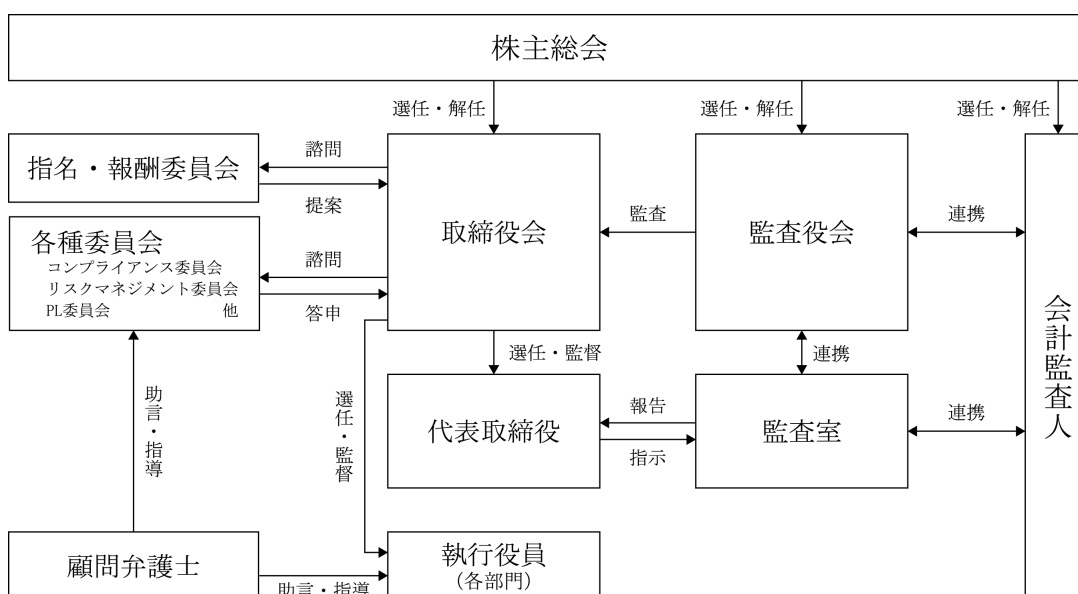 株主総会
選任・解任
選任・解任
選任・解任
指名・報酬委員会
諮問
提案
取締役会
監査
監査役会
連携
各種委員会
コンプライアンス委員会
リスクマネジメント委員会
PL委員会 他
諮問
答申
選任・監督
連携
会計監査人
助言・指導
選任・監督
代表取締役
報告
指示
監査室
連携
顧問弁護士
助言・指導
執行役員
（各部門）